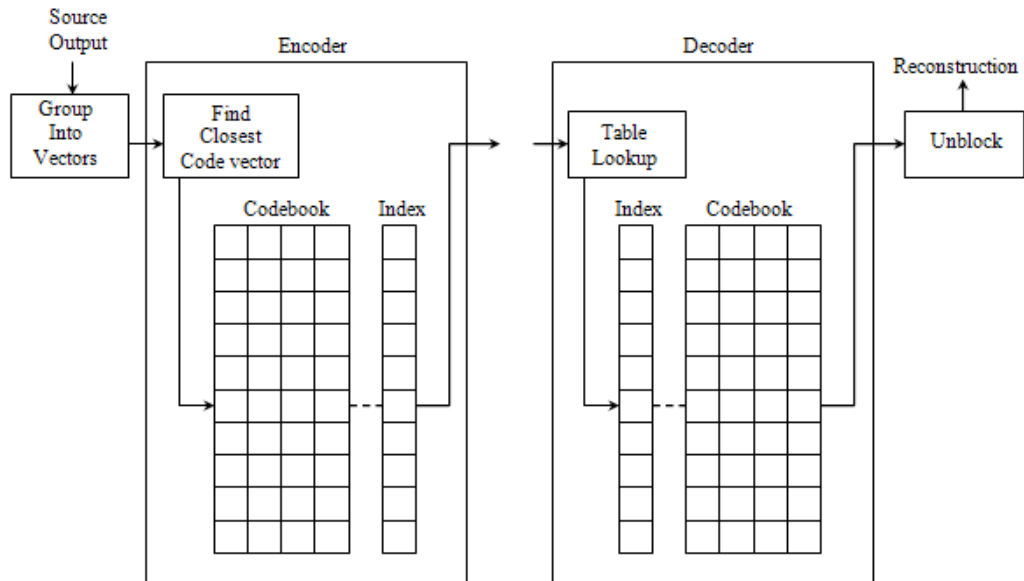 Source
Output
Encoder
Decoder
Reconstruction
Group
Into
Vectors
Find
Closest
Code vector
Table
Lookup
Unblock
Codebook
Index
Index
Codebook